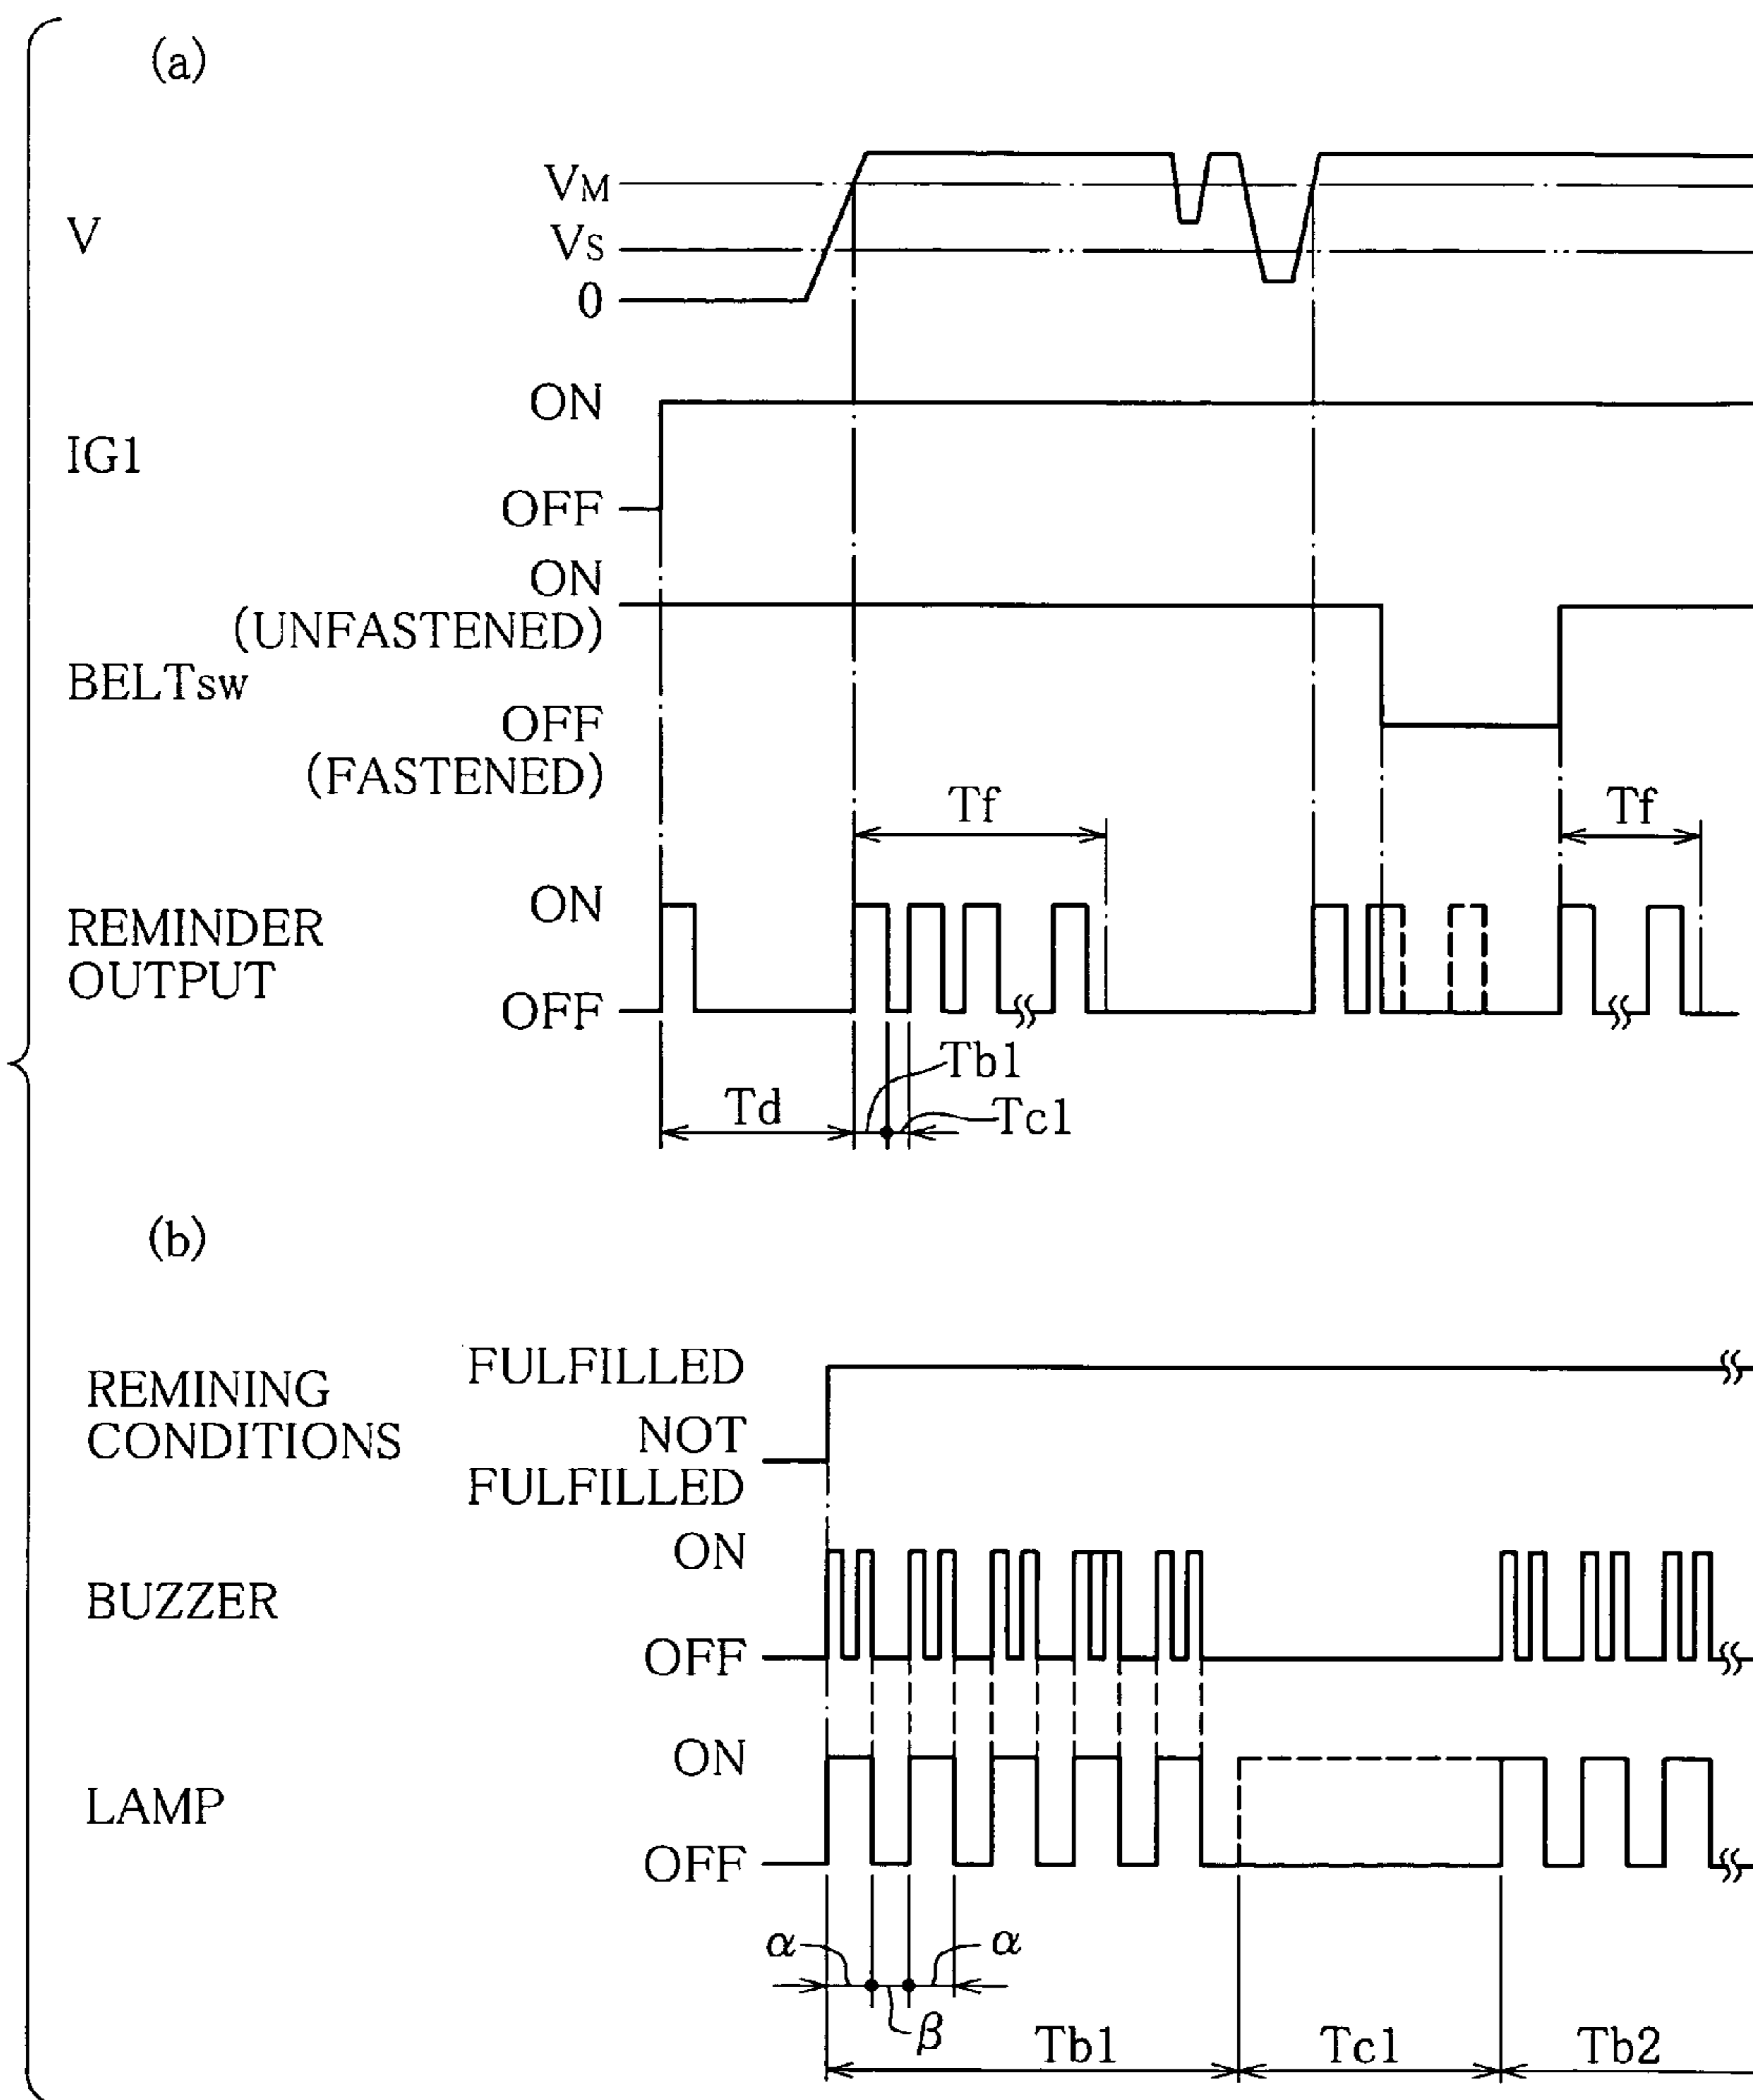 (a)
V
VM
VS
0
IG1
ON
OFF
BELTsw
ON
(UNFASTENED)
OFF
(FASTENED)
Tf
Tf
REMINDER
OUTPUT
ON
OFF
Td
Tb1
Tc1
(b)
REMINING
CONDITIONS
FULFILLED
NOT
FULFILLED
BUZZER
ON
OFF
LAMP
ON
OFF
α
α
β
Tb1
Tc1
Tb2